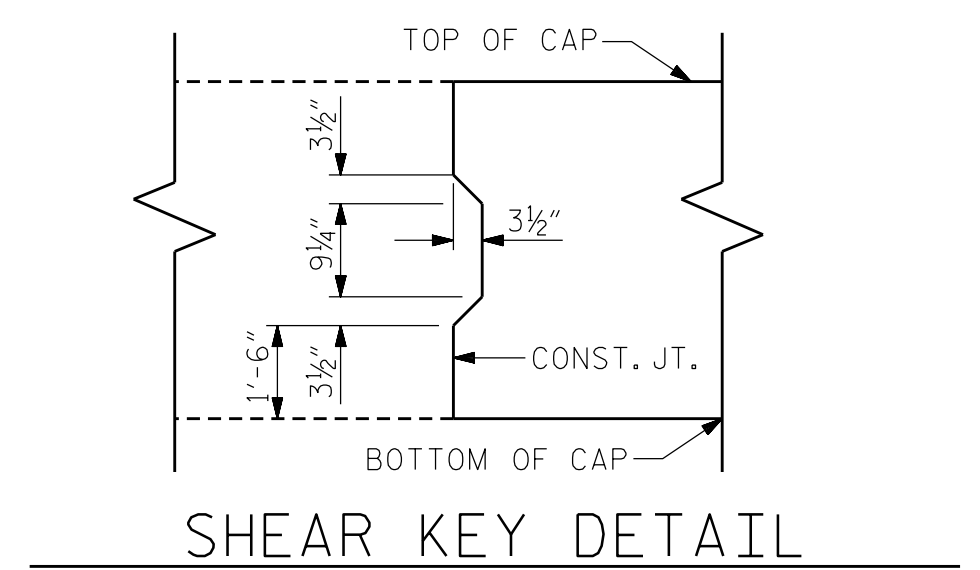 TOP OF CAP
3½"
3½"
9¼"
1'-6"
3½"
CONST. JT.
BOTTOM OF CAP
SHEAR KEY DETAIL